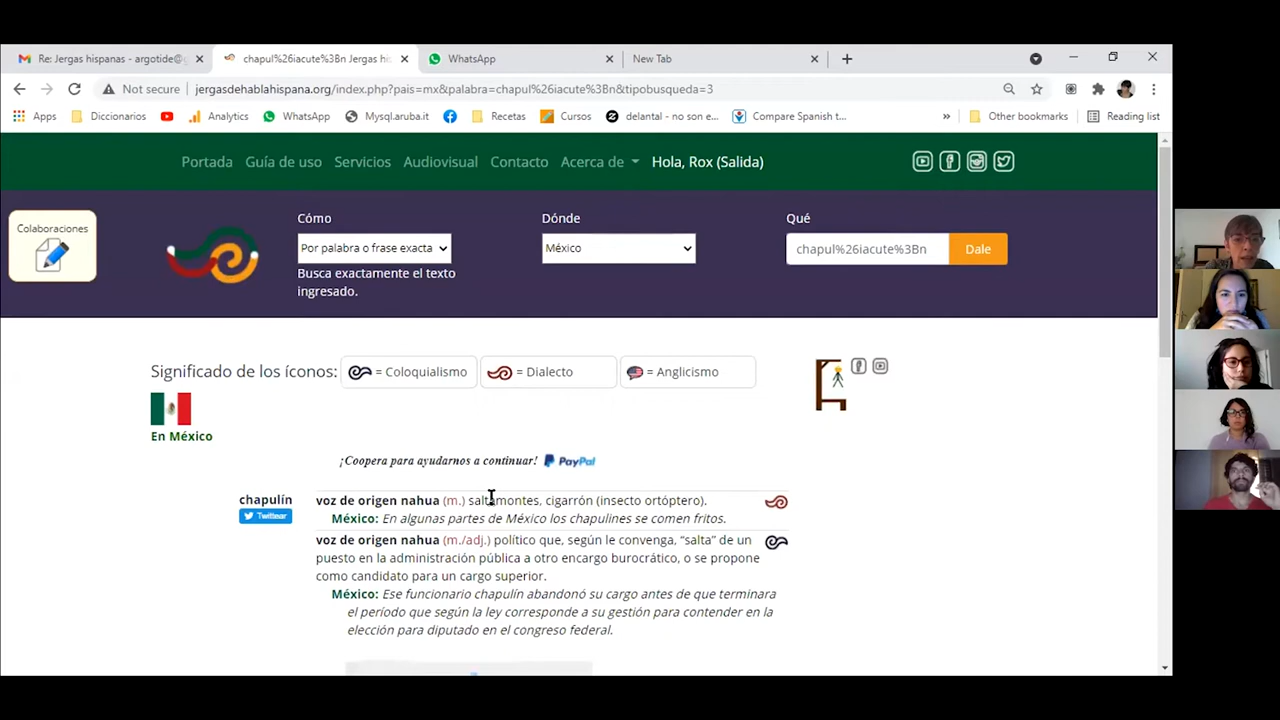 Re: Jergas hispanas - argotide@g
chapul%26iacute%3Bn Jergas his
WhatsApp
New Tab
Not secure
jergasdehablahispana.org/index.php?pais=mx&palabra=chapul%26iacute%3Bn&tipobusqueda=3
Apps
Diccionarios
Analytics
WhatsApp
Mysql.aruba.it
Recetas
Cursos
delantal - no son e...
Compare Spanish t...
»
Other bookmarks
Reading list
Portada
Guía de uso
Servicios
Audiovisual
Contacto
Acerca de
Hola, Rox (Salida)
Colaboraciones
Cómo
Dónde
Qué
Por palabra o frase exacta
México
chapul%26iacute%3Bn
Dale
Busca exactamente el texto
ingresado.
Significado de los íconos:
= Coloquialismo
= Dialecto
= Anglicismo
En México
¡Coopera para ayudarnos a continuar! PayPal
chapulín
Twittear
voz de origen nahua (m.) saltamontes, cigarrón (insecto ortóptero).
México: En algunas partes de México los chapulines se comen fritos.
voz de origen nahua (m./adj.) político que, según le convenga, “salta” de un
puesto en la administración pública a otro encargo burocrático, o se propone
como candidato para un cargo superior.
México: Ese funcionario chapulín abandonó su cargo antes de que terminara
el período que según la ley corresponde a su gestión para contender en la
elección para diputado en el congreso federal.